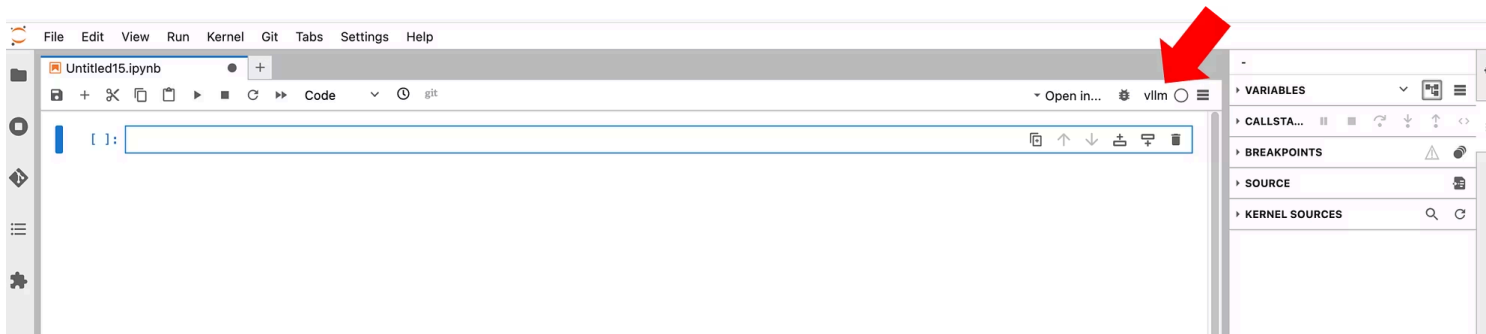 File Edit View Run Kernel Git Tabs Settings Help
Untitled15.ipynb
Code git Open in... vllm
[ ]:
-
VARIABLES
CALLSTA...
BREAKPOINTS
SOURCE
KERNEL SOURCES